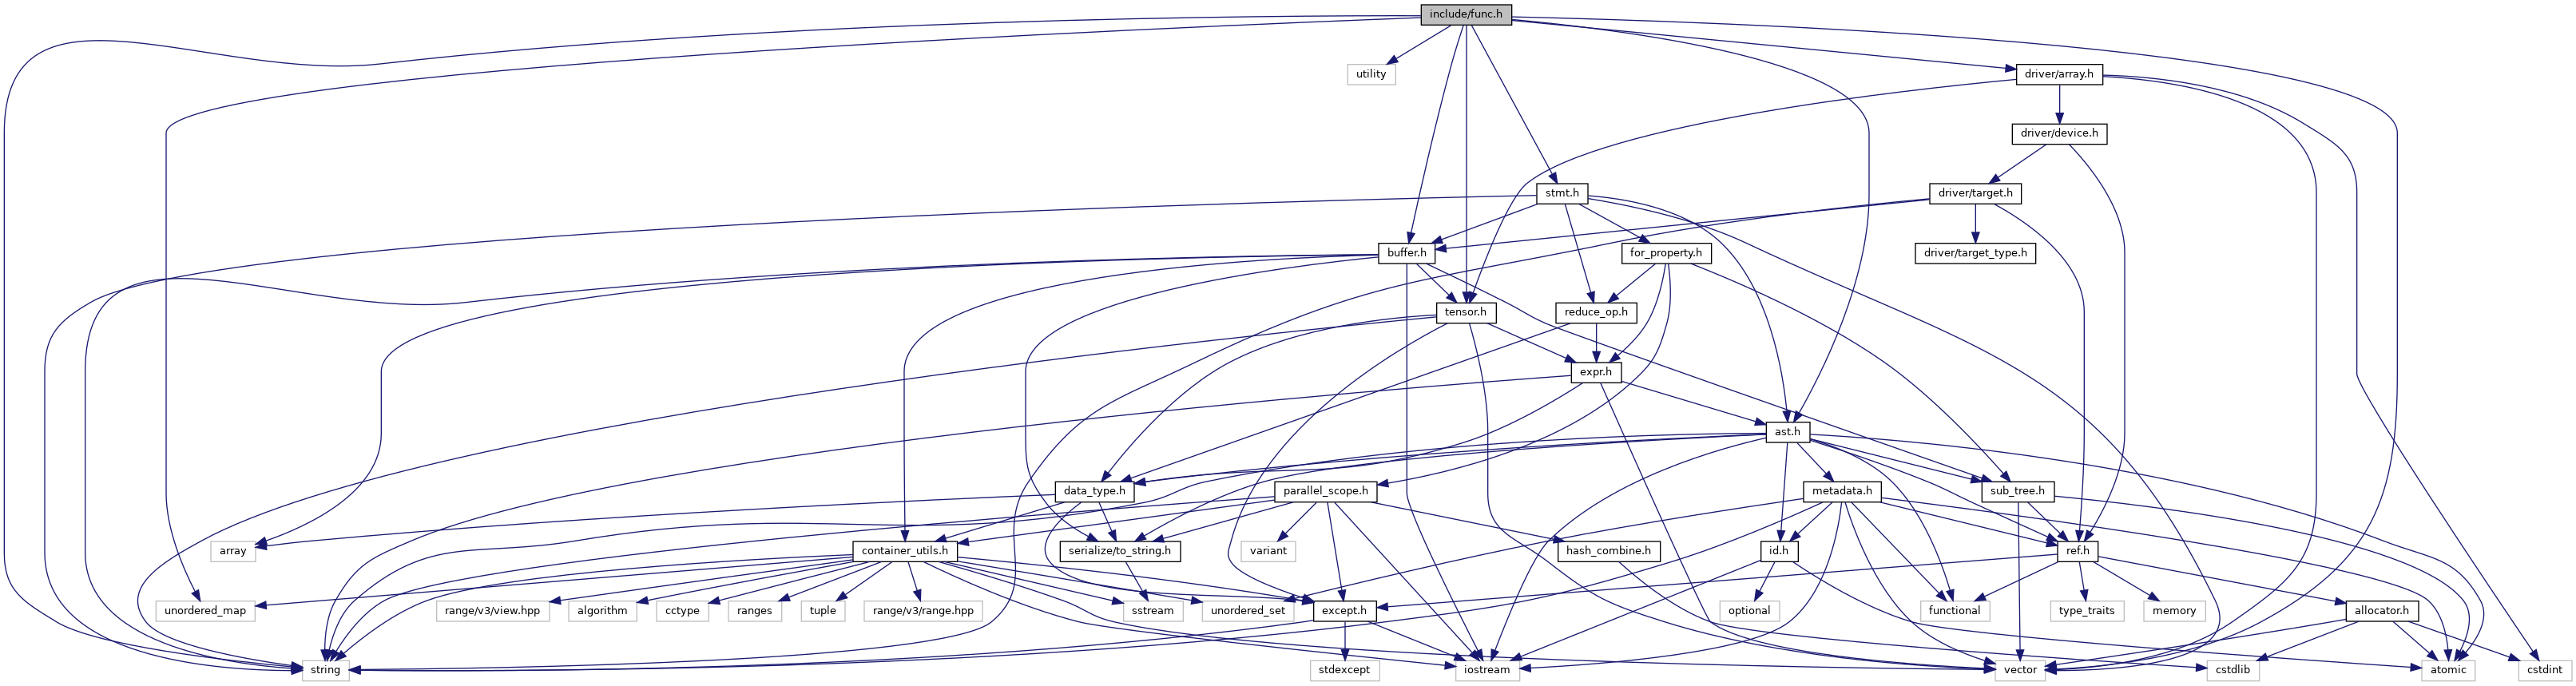 include/func.h
utility
driver/array.h
driver/device.h
stmt.h
driver/target.h
buffer.h
for_property.h
driver/target_type.h
tensor.h
reduce_op.h
expr.h
ast.h
data_type.h
parallel_scope.h
metadata.h
sub_tree.h
array
container_utils.h
serialize/to_string.h
variant
hash_combine.h
id.h
ref.h
unordered_map
range/v3/view.hpp
algorithm
cctype
ranges
tuple
range/v3/range.hpp
sstream
unordered_set
except.h
optional
functional
type_traits
memory
allocator.h
string
stdexcept
iostream
vector
cstdlib
atomic
cstdint